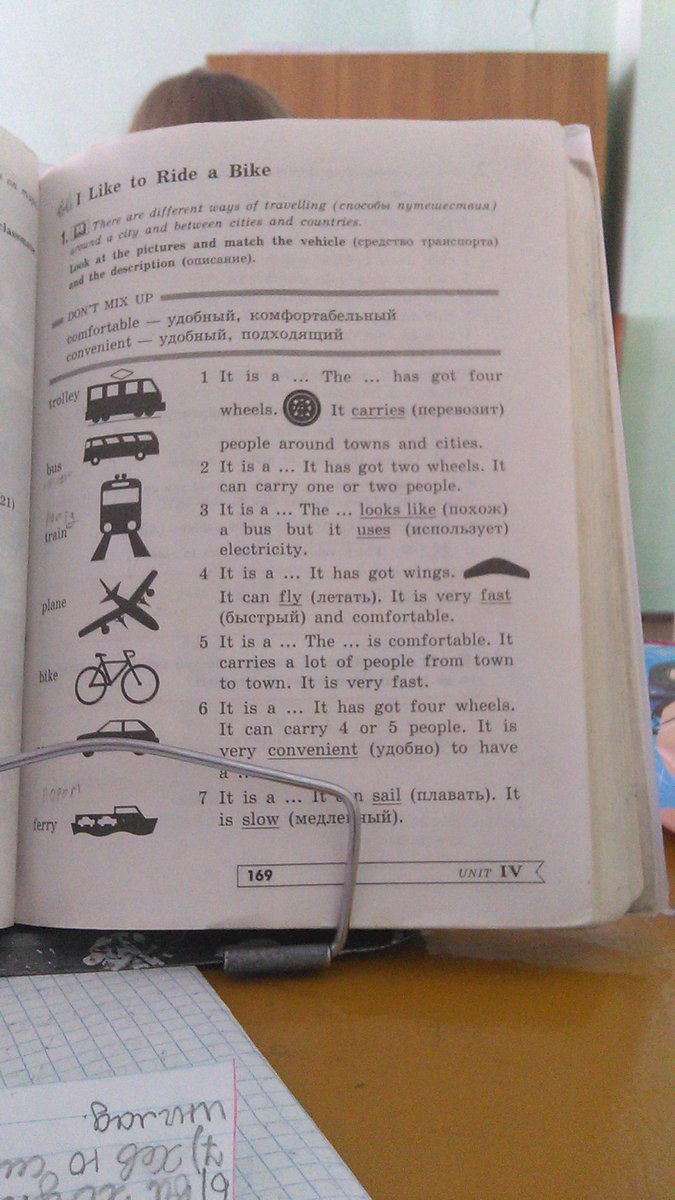 I Like to Ride a Bike
1. There are different ways of travelling (способы путешествия)
around a city and between cities and countries.
Look at the pictures and match the vehicle (средство транспорта)
and the description (описание).
DON'T MIX UP
comfortable — удобный, комфортабельный
convenient — удобный, подходящий
trolley
bus
train
plane
bike
ferry
1 It is a ... The ... has got four
wheels. It carries (перевозит)
people around towns and cities.
2 It is a ... It has got two wheels. It
can carry one or two people.
3 It is a ... The ... looks like (похож)
a bus but it uses (использует)
electricity.
4 It is a ... It has got wings.
It can fly (летать). It is very fast
(быстрый) and comfortable.
5 It is a ... The ... is comfortable. It
carries a lot of people from town
to town. It is very fast.
6 It is a ... It has got four wheels.
It can carry 4 or 5 people. It is
very convenient (удобно) to have
a ...
7 It is a ... It can sail (плавать). It
is slow (медленный).
169 UNIT IV
21)
инглад.
7) хев ю
6)